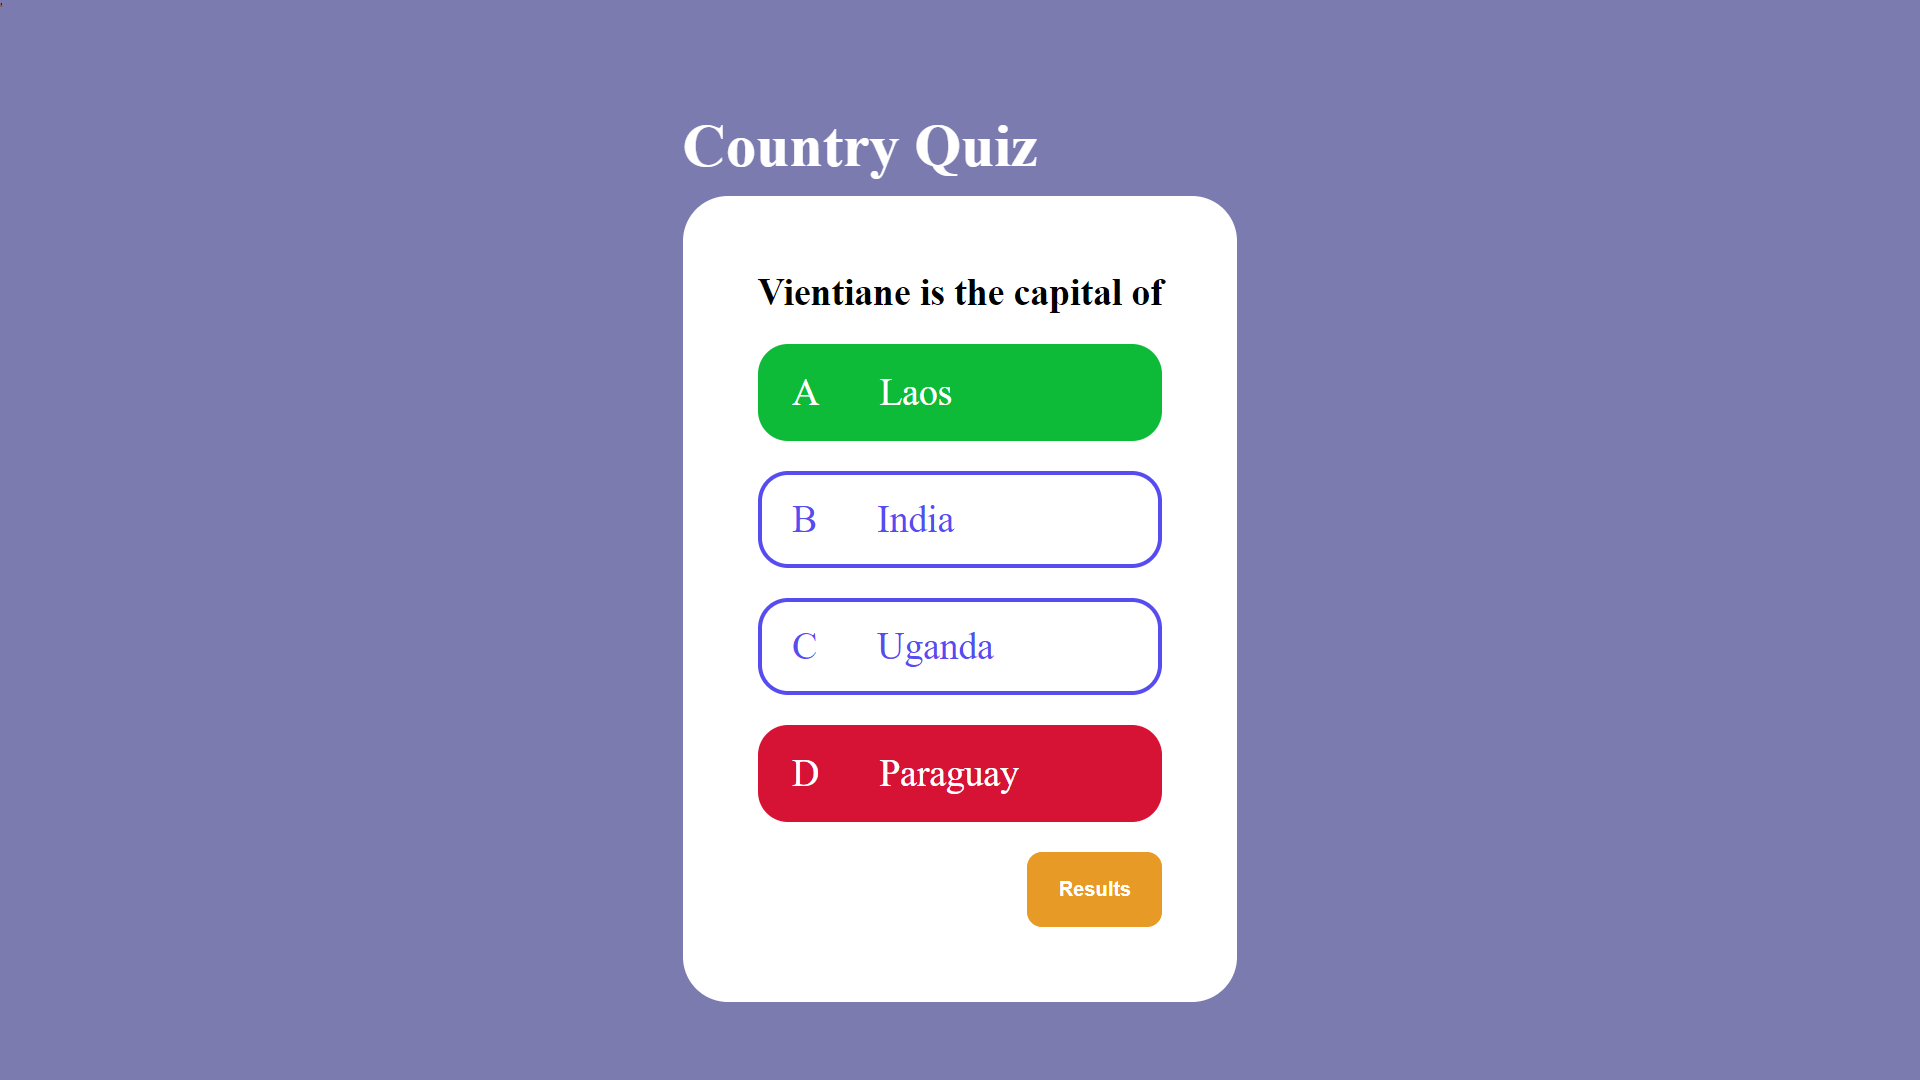 Country Quiz
Vientiane is the capital of
A Laos
B India
C Uganda
D Paraguay
Results